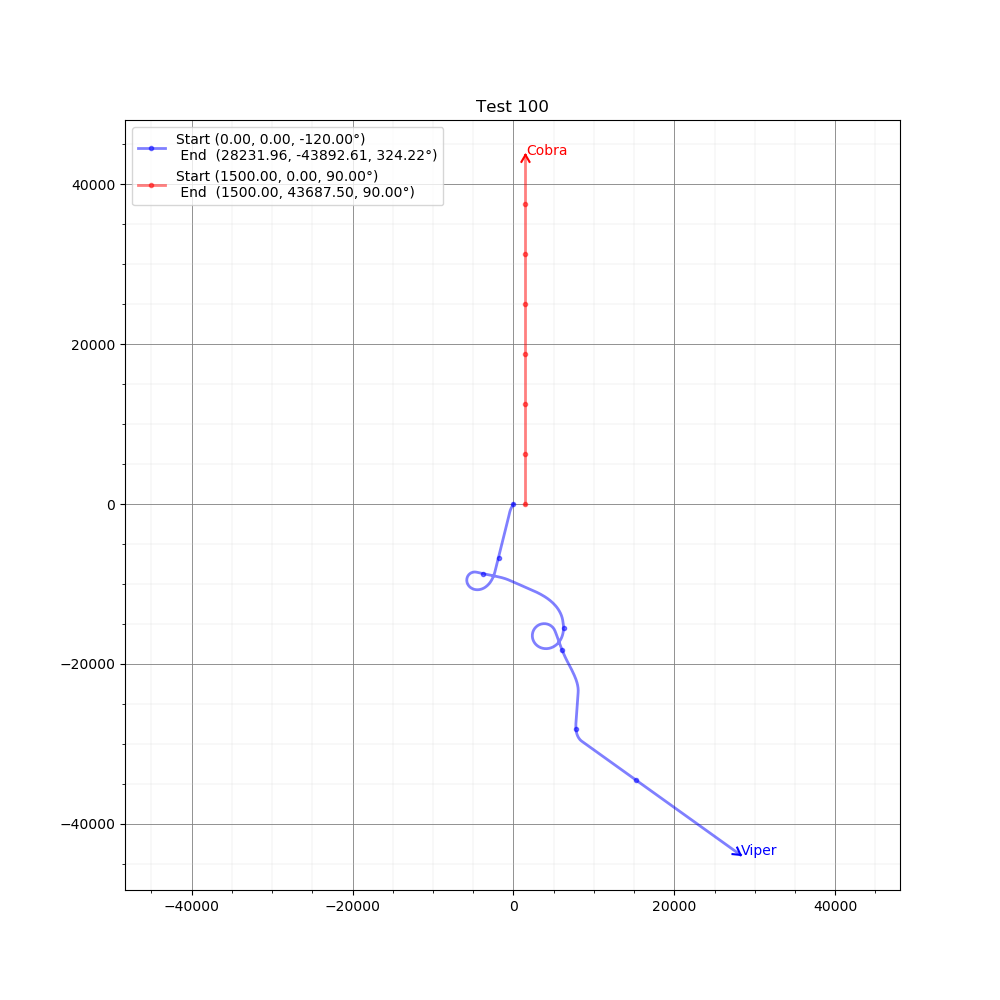 Test 100
Start (0.00, 0.00, -120.00°)
End  (28231.96, -43892.61, 324.22°)
Start (1500.00, 0.00, 90.00°)
End  (1500.00, 43687.50, 90.00°)
Cobra
Viper
40000
20000
0
−20000
−40000
−40000
−20000
0
20000
40000